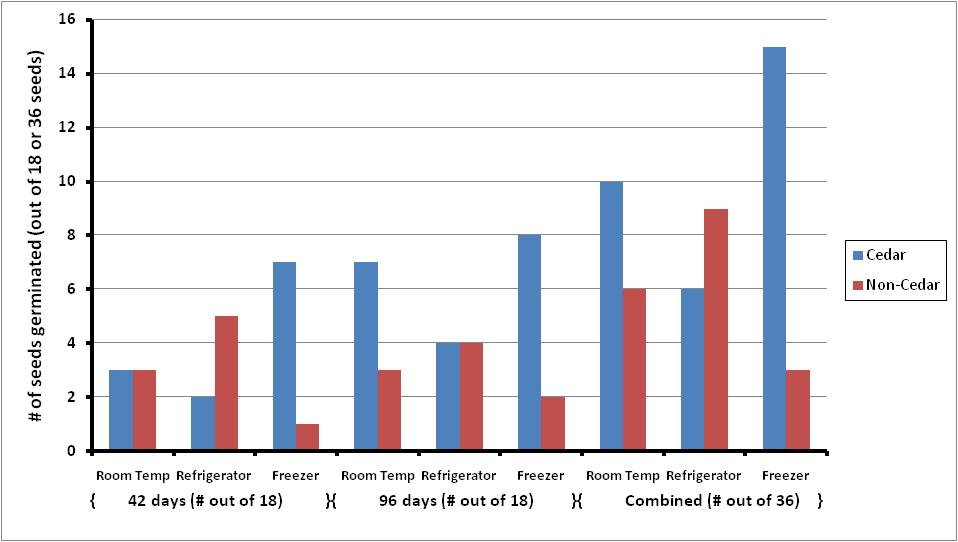 # of seeds germinated (out of 18 or 36 seeds)
16
14
12
10
8
6
4
2
0
Room Temp Refrigerator Freezer Room Temp Refrigerator Freezer Room Temp Refrigerator Freezer
{ 42 days (# out of 18) }{ 96 days (# out of 18) }{ Combined (# out of 36) }
Cedar
Non-Cedar